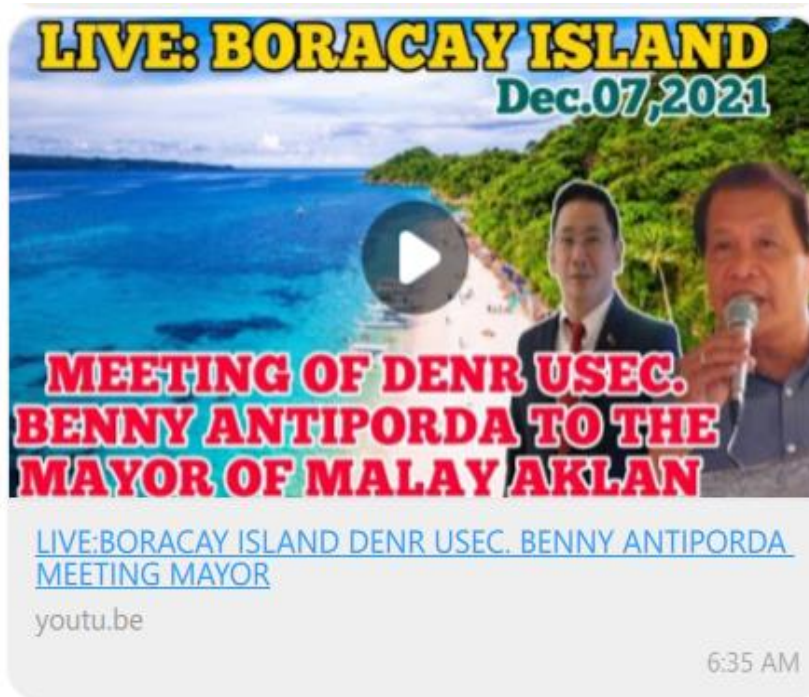 LIVE: BORACAY ISLAND
Dec.07,2021
MEETING OF DENR USEC.
BENNY ANTIPORDA TO THE
MAYOR OF MALAY AKLAN
LIVE:BORACAY ISLAND DENR USEC. BENNY ANTIPORDA
MEETING MAYOR
youtu.be
6:35 AM